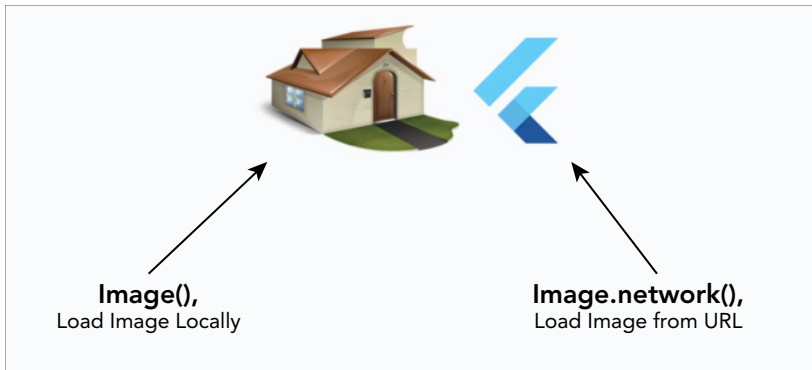 Image(),
Load Image Locally
Image.network(),
Load Image from URL